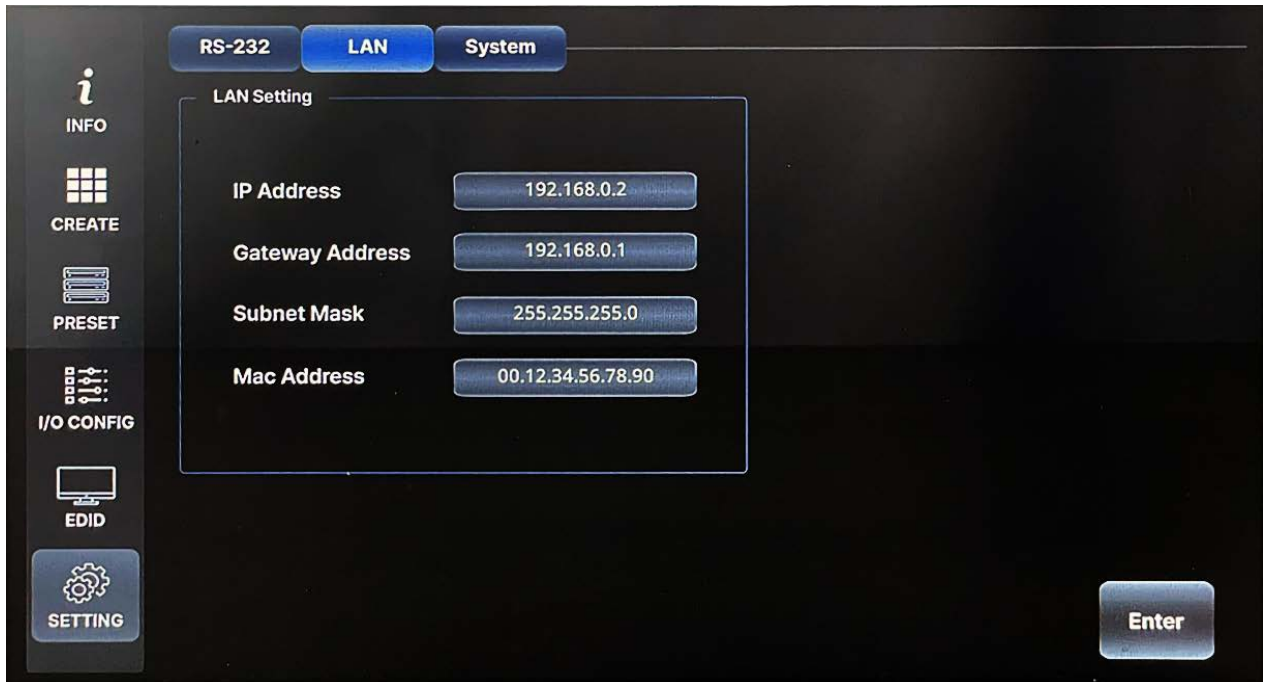 RS-232 LAN System
LAN Setting
INFO
CREATE
PRESET
I/O CONFIG
EDID
SETTING
IP Address 192.168.0.2
Gateway Address 192.168.0.1
Subnet Mask 255.255.255.0
Mac Address 00.12.34.56.78.90
Enter